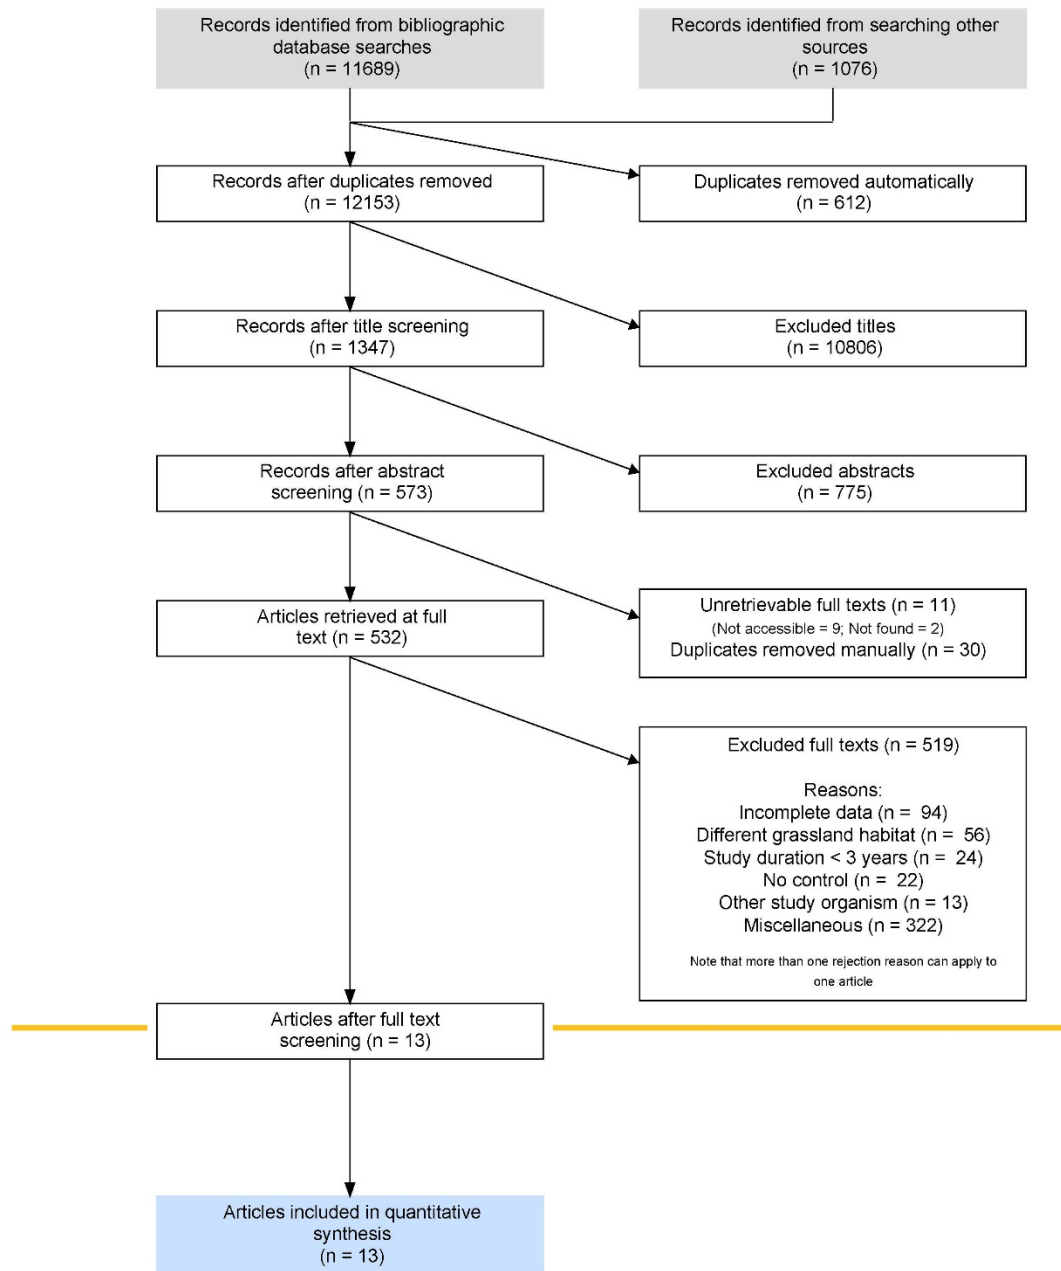 Records identified from bibliographic
database searches
(n = 11689)
Records identified from searching other
sources
(n = 1076)
Records after duplicates removed
(n = 12153)
Duplicates removed automatically
(n = 612)
Records after title screening
(n = 1347)
Excluded titles
(n = 10806)
Records after abstract
screening (n = 573)
Excluded abstracts
(n = 775)
Articles retrieved at full
text (n = 532)
Unretrievable full texts (n = 11)
(Not accessible = 9; Not found = 2)
Duplicates removed manually (n = 30)
Excluded full texts (n = 519)
Reasons:
Incomplete data (n =  94)
Different grassland habitat (n =  56)
Study duration < 3 years (n =  24)
No control (n =  22)
Other study organism (n = 13)
Miscellaneous (n = 322)
Note that more than one rejection reason can apply to
one article
Articles after full text
screening (n = 13)
Articles included in quantitative
synthesis
(n = 13)